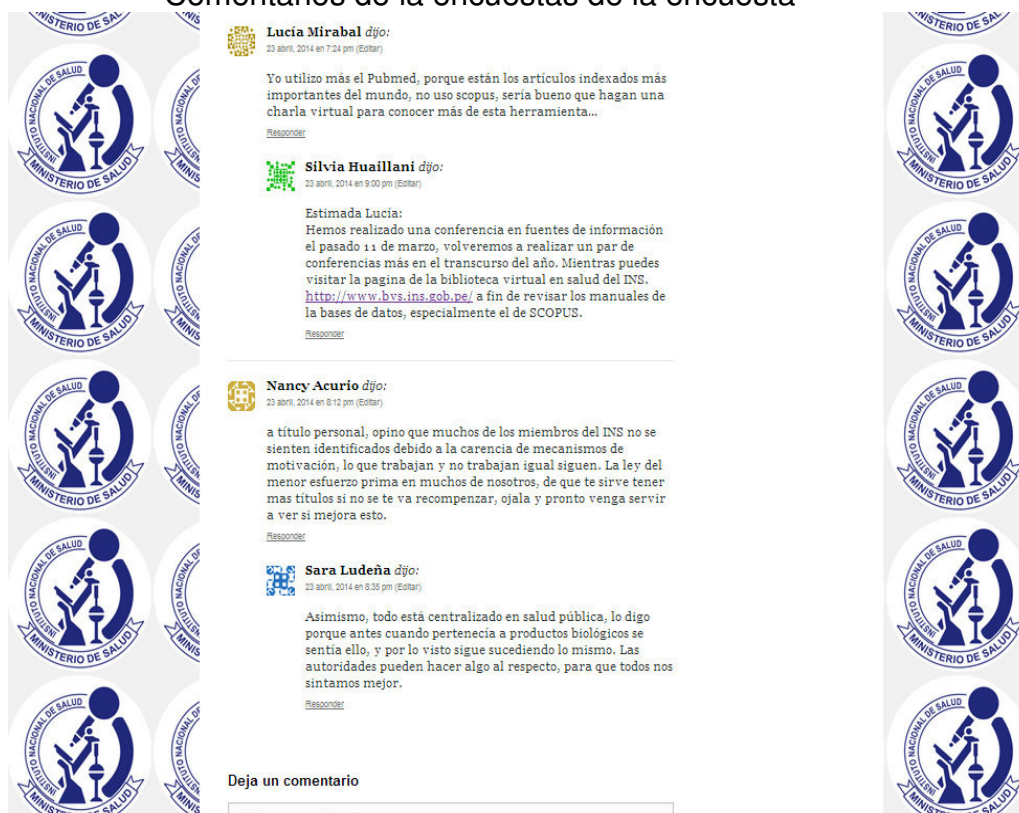 Comentarios de la encuestas de la encuesta
Lucía Mirabal dijo:
23 abril, 2014 en 7:24 pm (Editar)
Yo utilizo más el Pubmed, porque están los artículos indexados más
importantes del mundo, no uso scopus, sería bueno que hagan una
charla virtual para conocer más de esta herramienta...
Responder
Silvia Huaillani dijo:
23 abril, 2014 en 9:00 pm (Editar)
Estimada Lucía:
Hemos realizado una conferencia en fuentes de información
el pasado 11 de marzo, volveremos a realizar un par de
conferencias más en el transcurso del año. Mientras puedes
visitar la pagina de la biblioteca virtual en salud del INS.
http://www.bvs.ins.gob.pe/ a fin de revisar los manuales de
la bases de datos, especialmente el de SCOPUS.
Responder
Nancy Acurio dijo:
23 abril, 2014 en 8:12 pm (Editar)
a título personal, opino que muchos de los miembros del INS no se
sienten identificados debido a la carencia de mecanismos de
motivación, lo que trabajan y no trabajan igual siguen. La ley del
menor esfuerzo prima en muchos de nosotros, de que te sirve tener
mas títulos si no se te va recompenzar, ojala y pronto venga servir
a ver si mejora esto.
Responder
Sara Ludeña dijo:
23 abril, 2014 en 8:35 pm (Editar)
Asimismo, todo está centralizado en salud pública, lo digo
porque antes cuando pertenecía a productos biológicos se
sentía ello, y por lo visto sigue sucediendo lo mismo. Las
autoridades pueden hacer algo al respecto, para que todos nos
sintamos mejor.
Responder
Deja un comentario
INSTITUTO NACIONAL DE SALUD
MINISTERIO DE SALUD